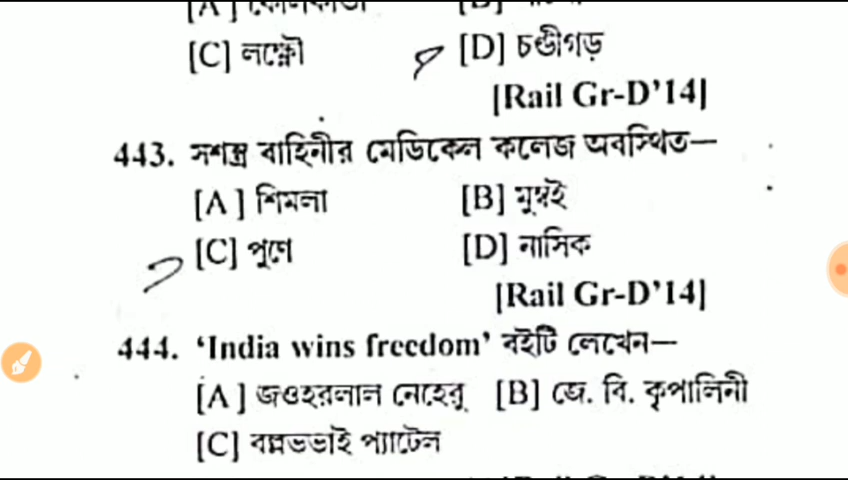 [C] লক্ষ্ণৌ [D] চণ্ডীগড়
[Rail Gr-D'14]
443. সশস্ত্র বাহিনীর মেডিকেল কলেজ অবস্থিত—
[A] শিমলা [B] মুম্বই
[C] পুণে [D] নাসিক
[Rail Gr-D'14]
444. 'India wins freedom' বইটি লেখেন—
[A] জওহরলাল নেহেরু [B] জে. বি. কৃপালিনী
[C] বল্লভভাই প্যাটেল